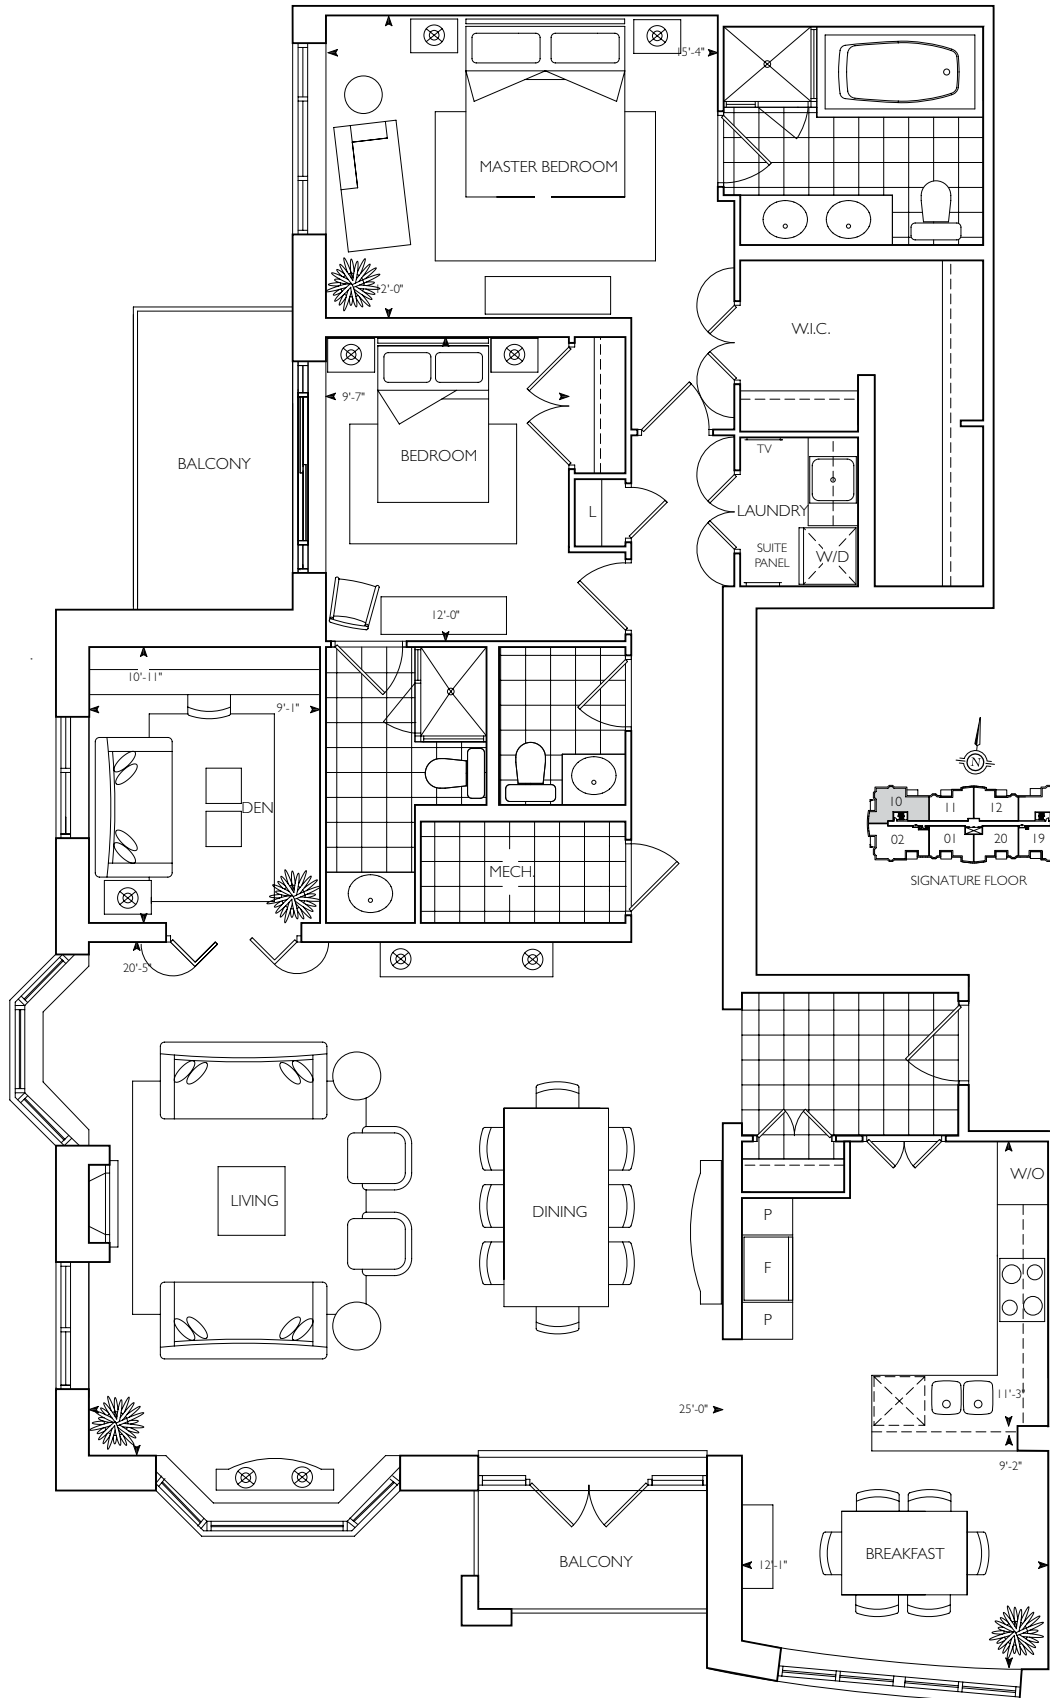 15'-4"
MASTER BEDROOM
12'-0"
W.I.C.
9'-7"
BEDROOM
BALCONY
TV
L
LAUNDRY
SUITE
PANEL
W/D
12'-0"
10'-11"
9'-1"
DEN
MECH.
N
10
11
12
02
01
20
19
SIGNATURE FLOOR
20'-5"
W/O
LIVING
DINING
P
F
P
11'-3"
25'-0"
9'-2"
BALCONY
12'-1"
BREAKFAST